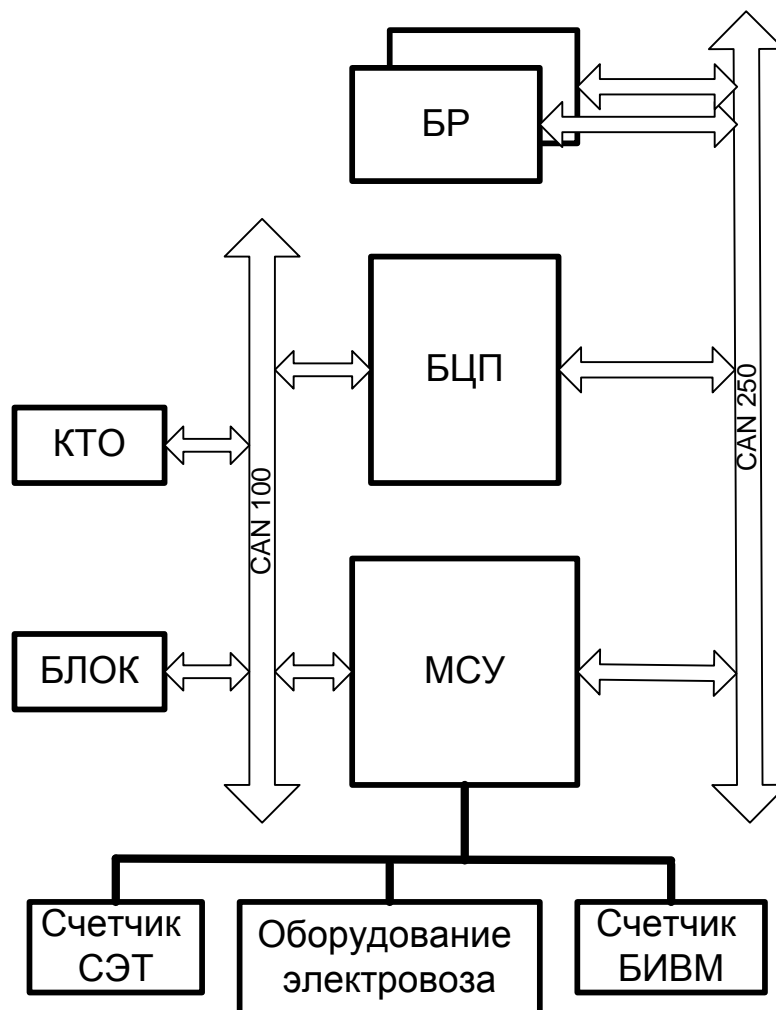 БР
БЦП
CAN 250
КТО
CAN 100
БЛОК
МСУ
Счетчик
СЭТ
Оборудование
электровоза
Счетчик
БИВМ